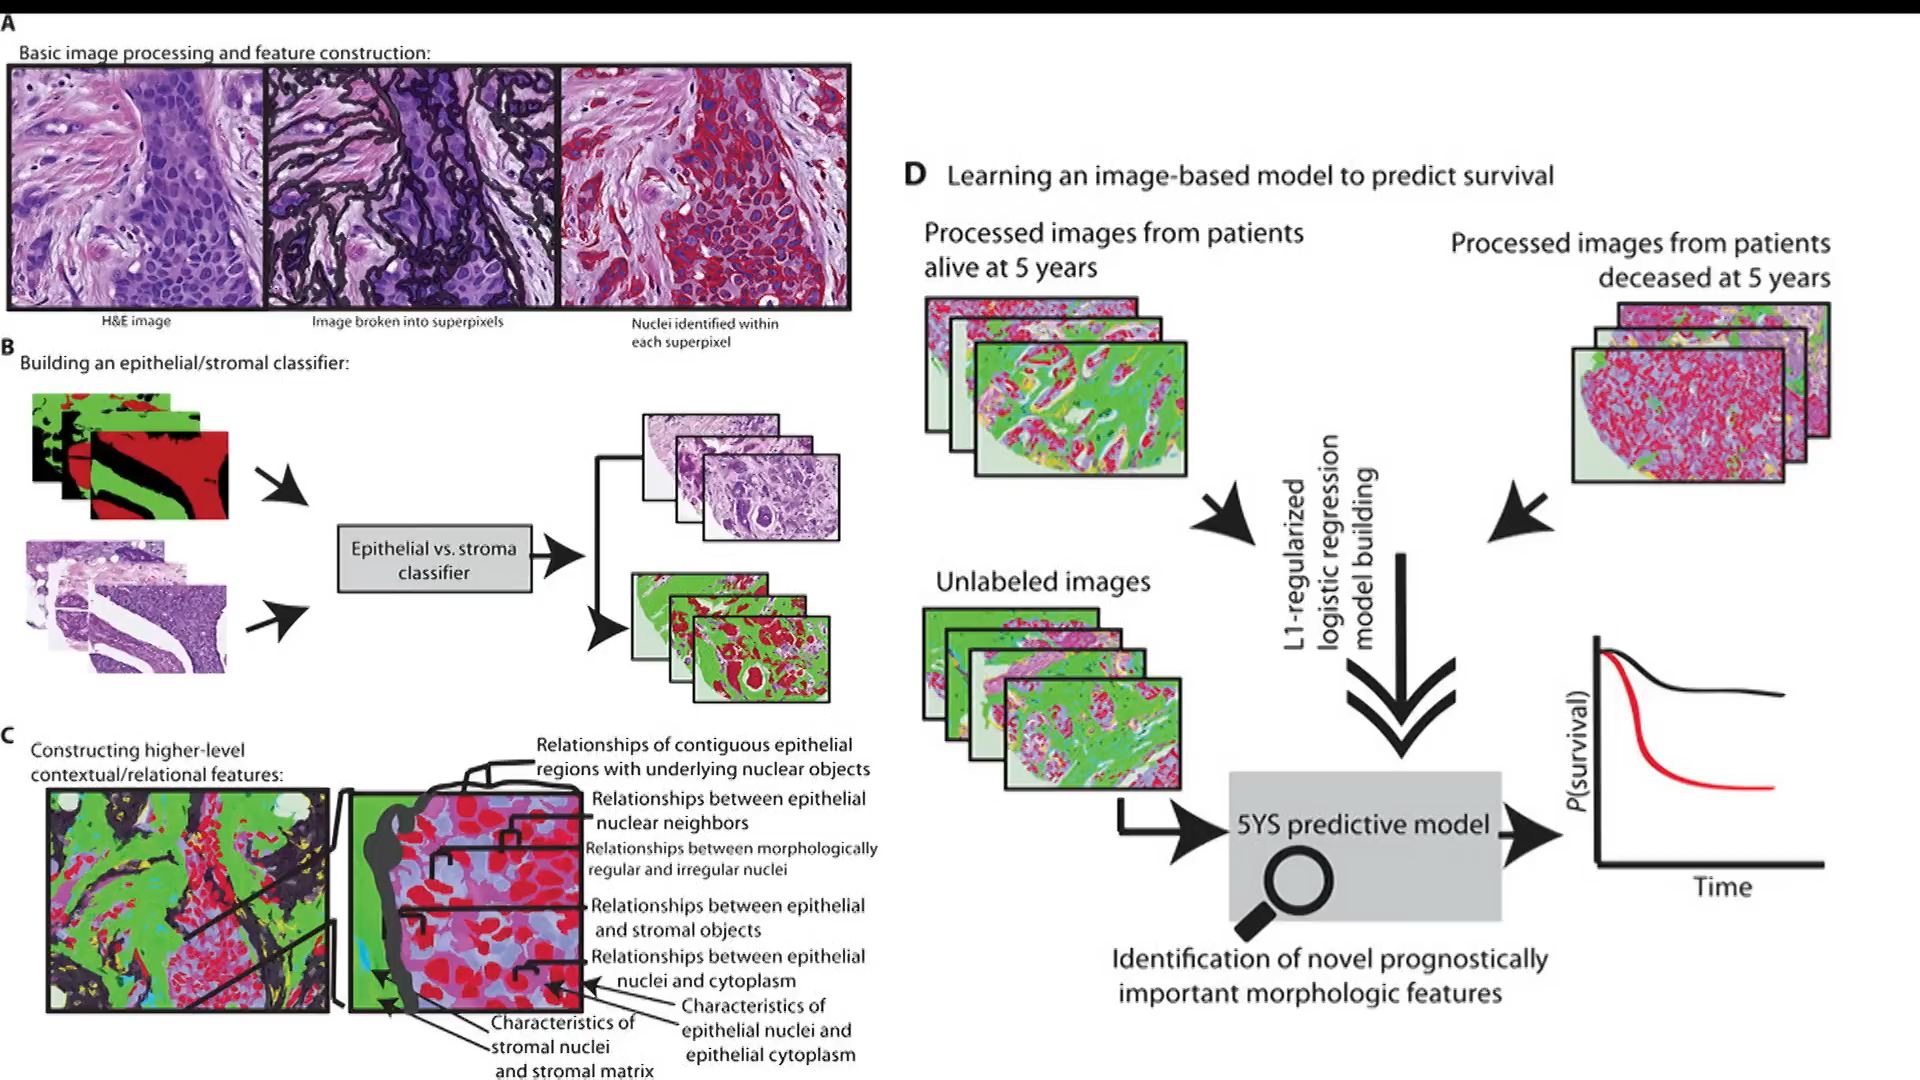 A
Basic image processing and feature construction:
H&E image
Image broken into superpixels
Nuclei identified within
each superpixel
B
Building an epithelial/stromal classifier:
Epithelial vs. stroma
classifier
C
Constructing higher-level
contextual/relational features:
Relationships of contiguous epithelial
regions with underlying nuclear objects
Relationships between epithelial
nuclear neighbors
Relationships between morphologically
regular and irregular nuclei
Relationships between epithelial
and stromal objects
Relationships between epithelial
nuclei and cytoplasm
Characteristics of
epithelial nuclei and
epithelial cytoplasm
Characteristics of
stromal nuclei
and stromal matrix
D Learning an image-based model to predict survival
Processed images from patients
alive at 5 years
Processed images from patients
deceased at 5 years
L1-regularized
logistic regression
model building
Unlabeled images
5YS predictive model
P(survival)
Time
Identification of novel prognostically
important morphologic features